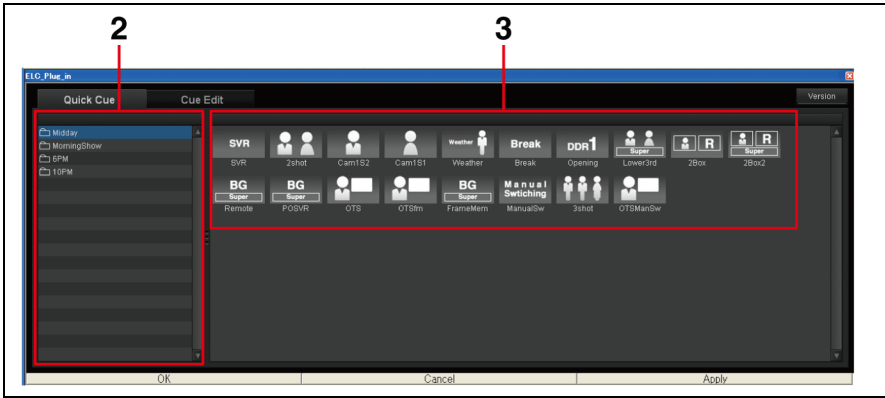 2
3
ELC_Plug_in
Quick Cue
Cue Edit
Version
Midday
MorningShow
6PM
10PM
SVR
Weather
Break
DDR1
Super
R
R
Super
SVR
2shot
Cam1S2
Cam1S1
Weather
Break
Opening
Lower3rd
2Box
2Box2
BG
Super
BG
Super
BG
Super
Manual
Swtiching
Remote
POSVR
OTS
OTSfm
FrameMem
ManualSw
3shot
OTSManSw
OK
Cancel
Apply